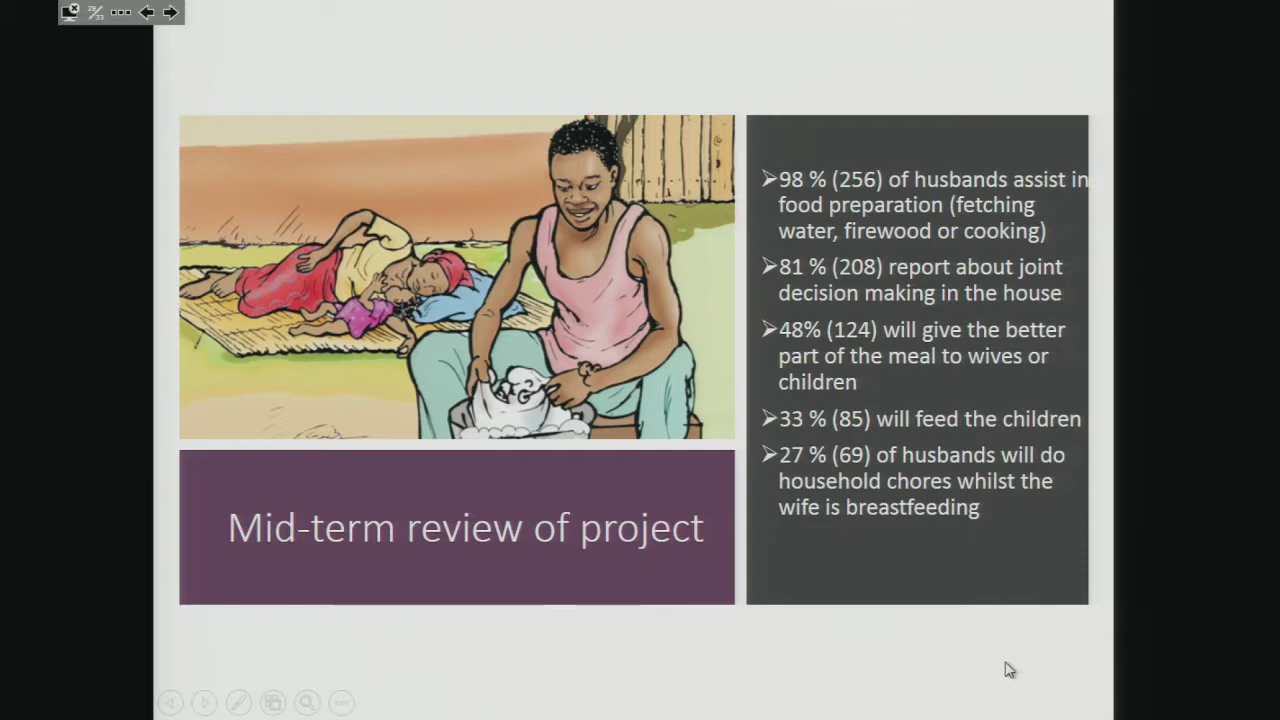 29/33
98 % (256) of husbands assist in
food preparation (fetching
water, firewood or cooking)
81 % (208) report about joint
decision making in the house
48% (124) will give the better
part of the meal to wives or
children
33 % (85) will feed the children
27 % (69) of husbands will do
household chores whilst the
wife is breastfeeding
Mid-term review of project